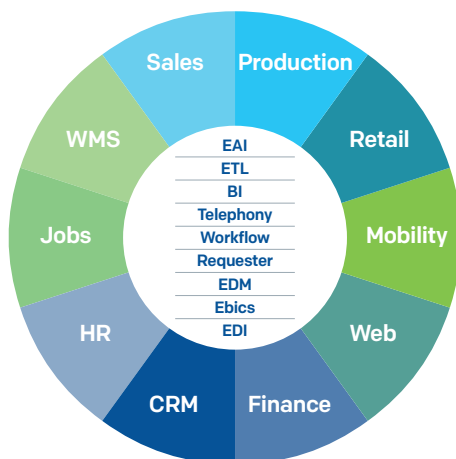 Sales
Production
WMS
Retail
EAI
ETL
BI
Telephony
Workflow
Requester
EDM
Ebics
EDI
Jobs
Mobility
HR
Web
CRM
Finance